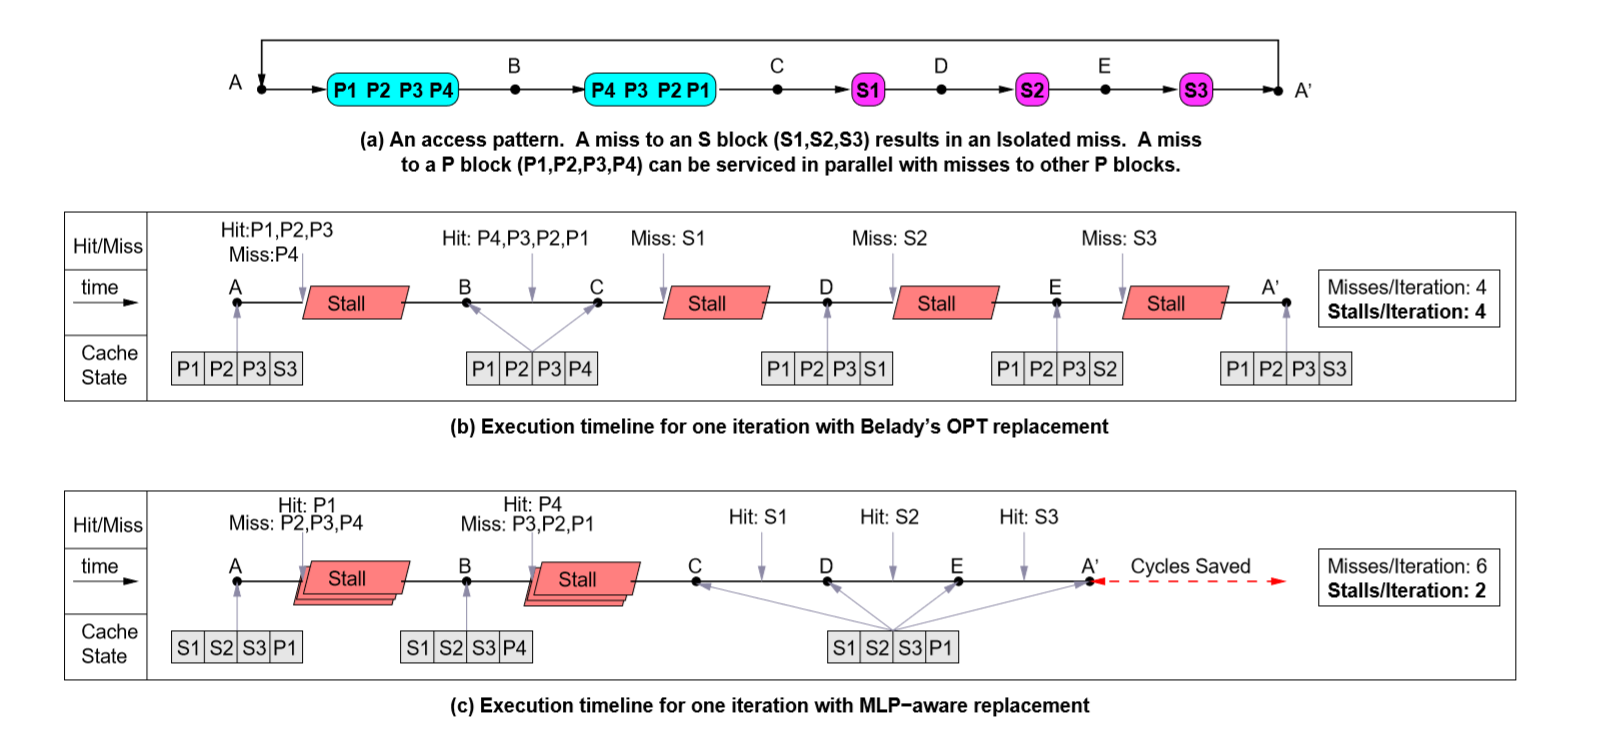 A
P1 P2 P3 P4
B
P4 P3 P2 P1
C
S1
D
S2
E
S3
A'
(a) An access pattern. A miss to an S block (S1,S2,S3) results in an Isolated miss. A miss
to a P block (P1,P2,P3,P4) can be serviced in parallel with misses to other P blocks.
Hit/Miss
Hit:P1,P2,P3
Miss:P4
Hit: P4,P3,P2,P1
Miss: S1
Miss: S2
Miss: S3
time
A
Stall
B
C
Stall
D
Stall
E
Stall
A'
Misses/Iteration: 4
Stalls/Iteration: 4
Cache
State
P1 P2 P3 S3
P1 P2 P3 P4
P1 P2 P3 S1
P1 P2 P3 S2
P1 P2 P3 S3
(b) Execution timeline for one iteration with Belady's OPT replacement
Hit/Miss
Hit: P1
Miss: P2,P3,P4
Hit: P4
Miss: P3,P2,P1
Hit: S1
Hit: S2
Hit: S3
time
A
Stall
B
Stall
C
D
E
A'
Cycles Saved
Misses/Iteration: 6
Stalls/Iteration: 2
Cache
State
S1 S2 S3 P1
S1 S2 S3 P4
S1 S2 S3 P1
(c) Execution timeline for one iteration with MLP−aware replacement